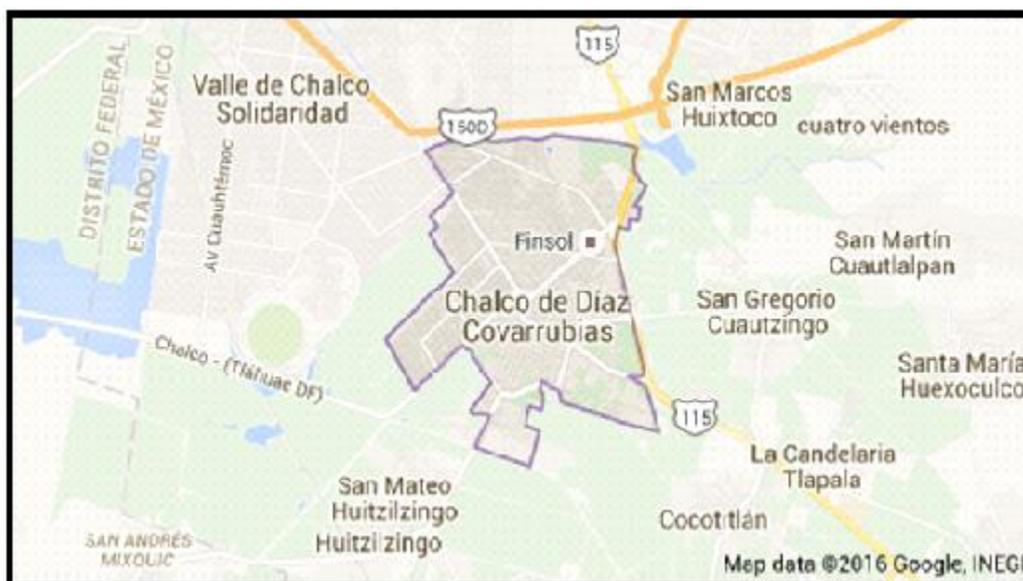 115
Valle de Chalco
Solidaridad
San Marcos
Huixtoco
cuatro vientos
150D
DISTRITO FEDERAL
ESTADO DE MÉXICO
AV Cuauhtémoc
Finsol
San Martín
Cuautlalpan
Chalco de Díaz
Covarrubias
San Gregorio
Cuautzingo
Chalco - (Tláhuac DF)
Santa María
Huexoculco
115
La Candelaria
Tlapala
San Mateo
Huitzilzingo
Huitzilzingo
Cocotitlán
SAN ANDRÉS
MIXQUIC
Map data ©2016 Google, INEGI